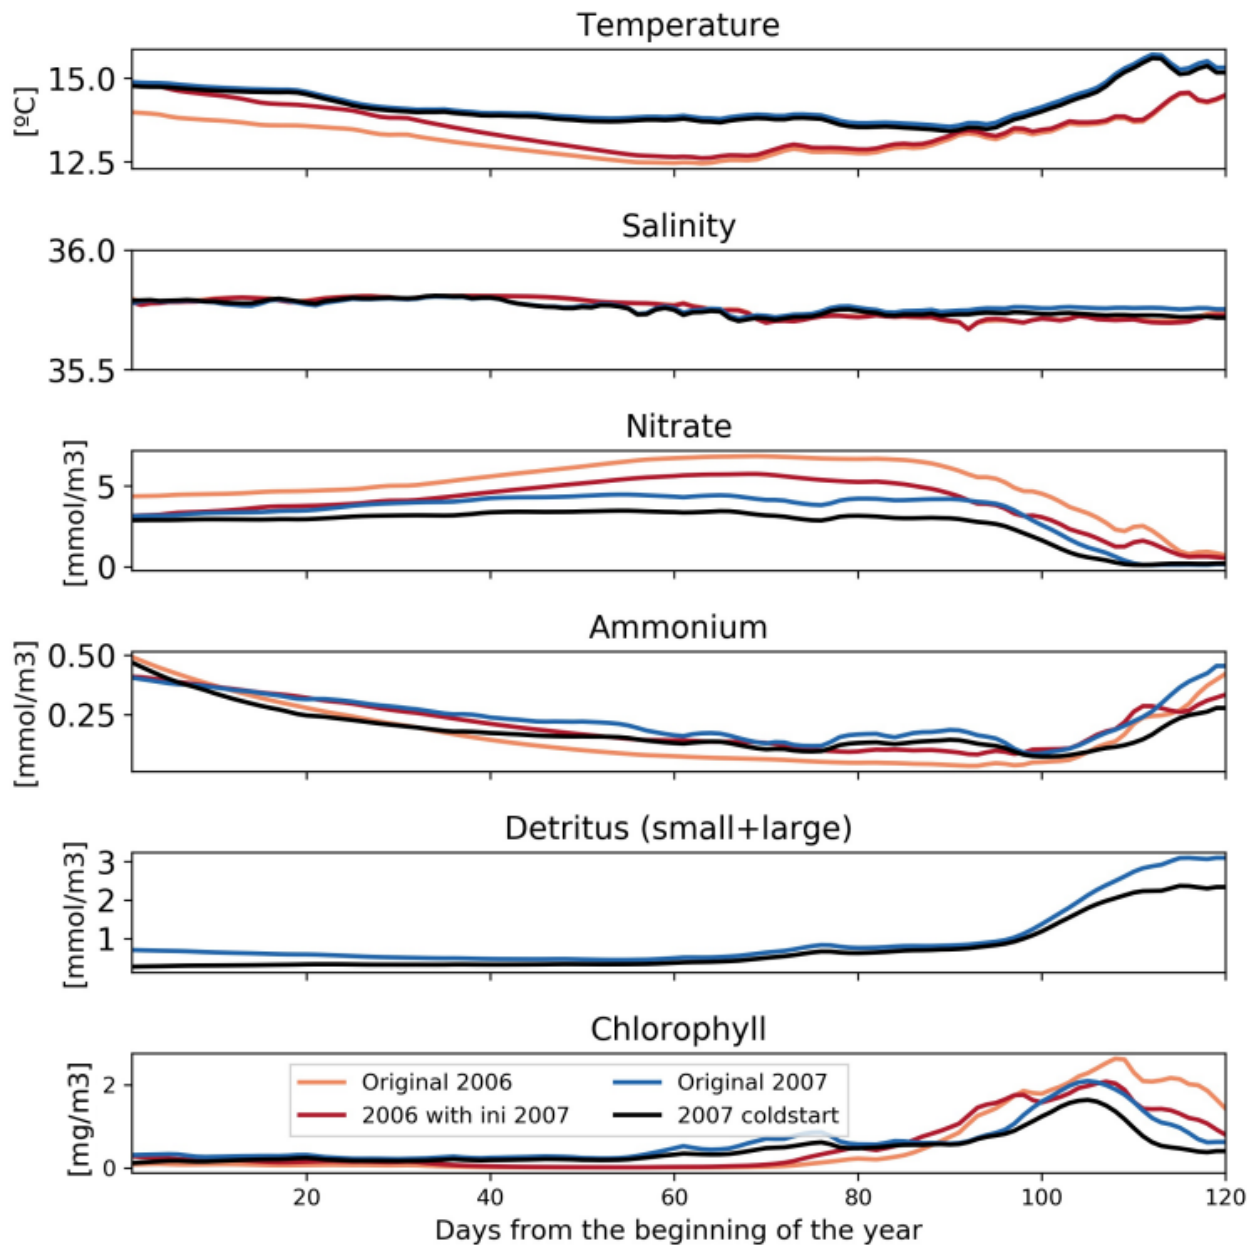 Temperature
[ºC]
15.0
12.5
Salinity
36.0
35.5
Nitrate
[mmol/m3]
5
0
Ammonium
[mmol/m3]
0.50
0.25
Detritus (small+large)
[mmol/m3]
3
2
1
Chlorophyll
[mg/m3]
2
0
Original 2006
Original 2007
2006 with ini 2007
2007 coldstart
20 40 60 80 100 120
Days from the beginning of the year